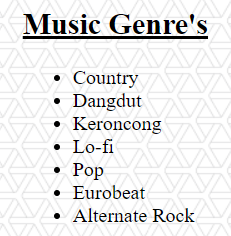 Music Genre's
Country
Dangdut
Keroncong
Lo-fi
Pop
Eurobeat
Alternate Rock